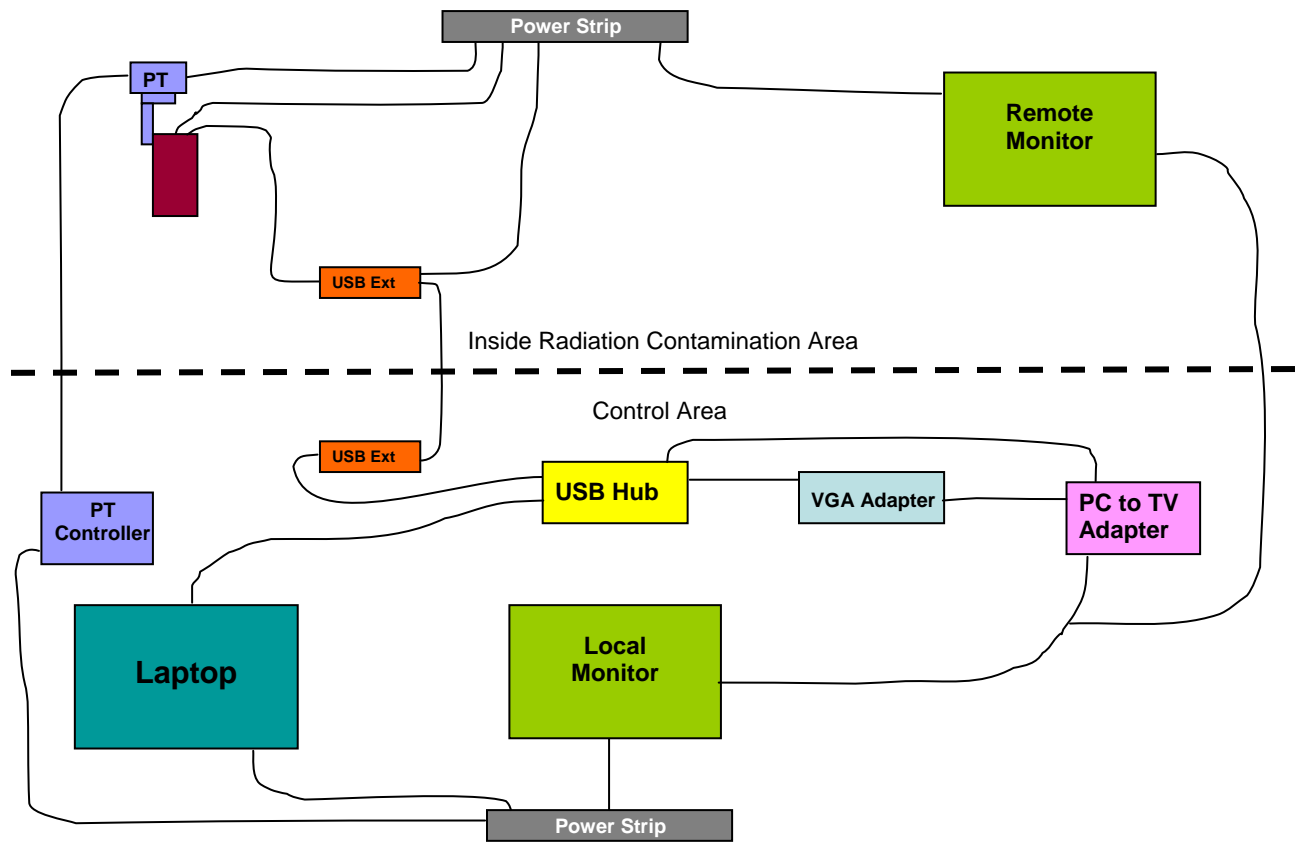 Power Strip
PT
Remote
Monitor
USB Ext
Inside Radiation Contamination Area
Control Area
USB Ext
USB Hub
VGA Adapter
PC to TV
Adapter
PT
Controller
Laptop
Local
Monitor
Power Strip